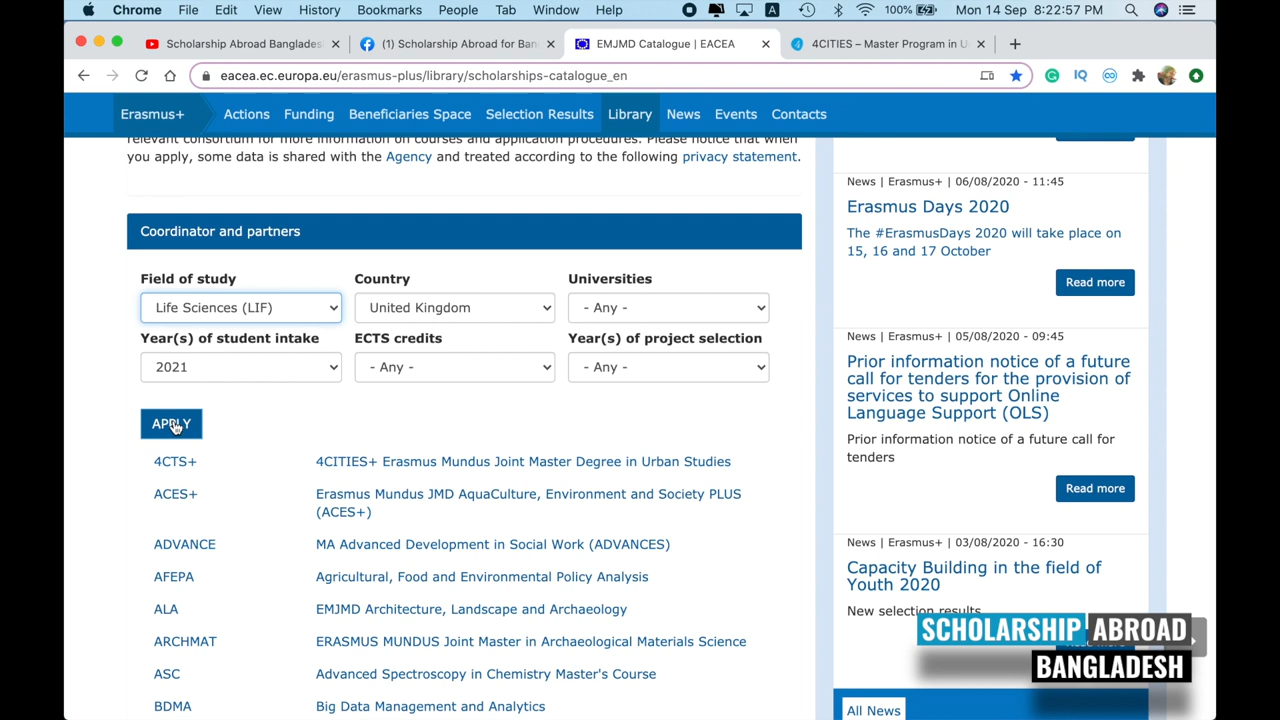 Chrome File Edit View History Bookmarks People Tab Window Help A 100% Mon 14 Sep 8:22:57 PM
Scholarship Abroad Banglades
(1) Scholarship Abroad for Ban
EMJMD Catalogue | EACEA
4CITIES – Master Program in U
eacea.ec.europa.eu/erasmus-plus/library/scholarships-catalogue_en
IQ
Erasmus+ Actions Funding Beneficiaries Space Selection Results Library News Events Contacts
relevant consortium for more information on courses and application procedures. Please notice that when
you apply, some data is shared with the Agency and treated according to the following privacy statement.
Coordinator and partners
Field of study Country Universities
Life Sciences (LIF) United Kingdom - Any -
Year(s) of student intake ECTS credits Year(s) of project selection
2021 - Any - - Any -
APPLY
4CTS+ 4CITIES+ Erasmus Mundus Joint Master Degree in Urban Studies
ACES+ Erasmus Mundus JMD AquaCulture, Environment and Society PLUS
(ACES+)
ADVANCE MA Advanced Development in Social Work (ADVANCES)
AFEPA Agricultural, Food and Environmental Policy Analysis
ALA EMJMD Architecture, Landscape and Archaeology
ARCHMAT ERASMUS MUNDUS Joint Master in Archaeological Materials Science
ASC Advanced Spectroscopy in Chemistry Master's Course
BDMA Big Data Management and Analytics
News | Erasmus+ | 06/08/2020 - 11:45
Erasmus Days 2020
The #ErasmusDays 2020 will take place on
15, 16 and 17 October
Read more
News | Erasmus+ | 05/08/2020 - 09:45
Prior information notice of a future
call for tenders for the provision of
services to support Online
Language Support (OLS)
Prior information notice of a future call for
tenders
Read more
News | Erasmus+ | 03/08/2020 - 16:30
Capacity Building in the field of
Youth 2020
New selection results
SCHOLARSHIP ABROAD
BANGLADESH
All News